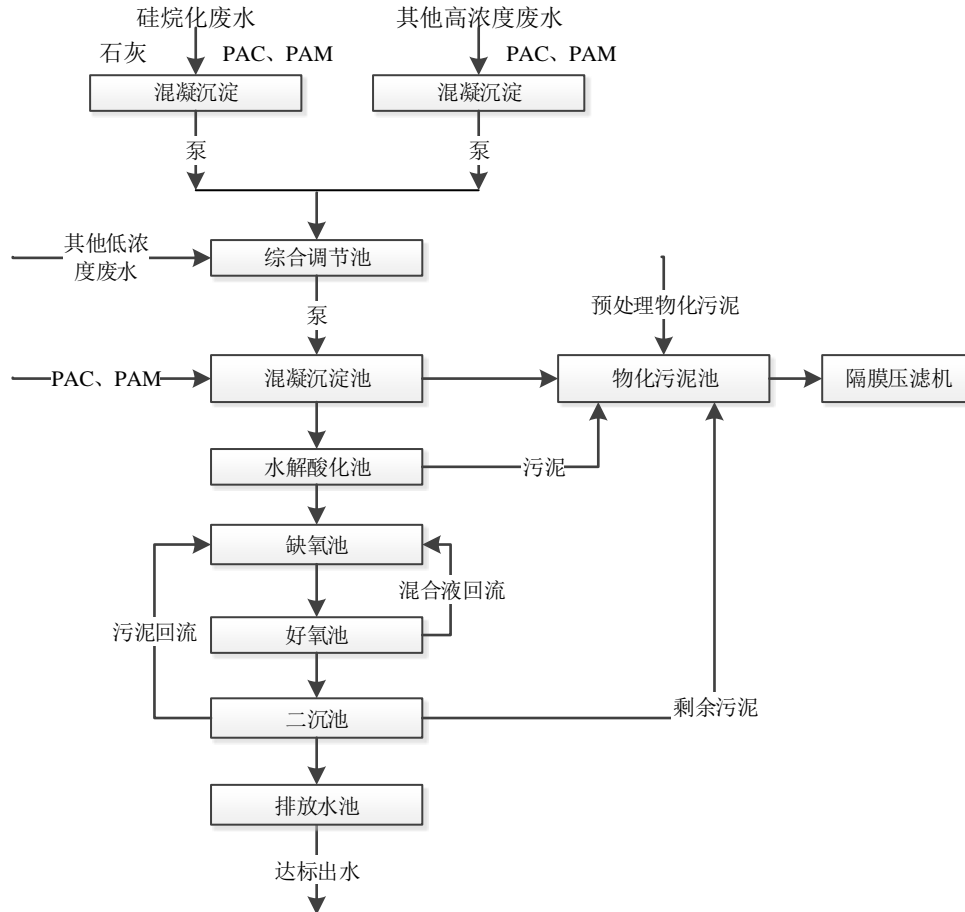 硅烷化废水
其他高浓度废水
石灰
PAC、PAM
PAC、PAM
混凝沉淀
混凝沉淀
泵
泵
其他低浓
度废水
综合调节池
预处理物化污泥
泵
PAC、PAM
混凝沉淀池
物化污泥池
隔膜压滤机
水解酸化池
污泥
缺氧池
混合液回流
污泥回流
好氧池
二沉池
剩余污泥
排放水池
达标出水